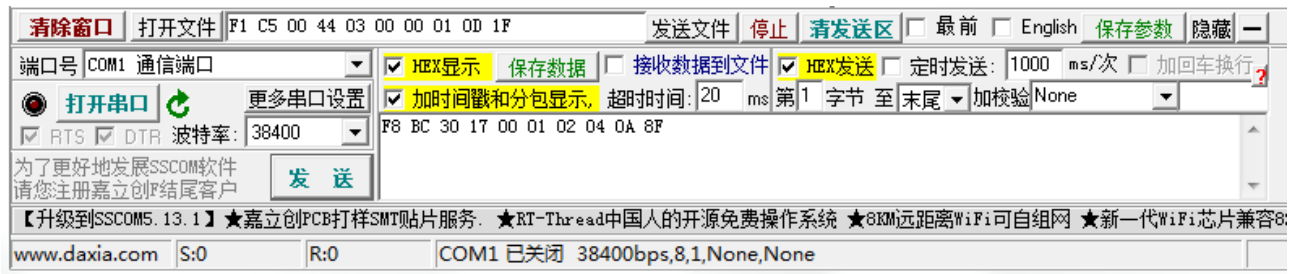 清除窗口 打开文件 F1 C5 00 44 03 00 00 01 0D 1F 发送文件 停止 清发送区 最前 English 保存参数 隐藏 —
端口号 COM1 通信端口 HEX显示 保存数据 接收数据到文件 HEX发送 定时发送: 1000 ms/次 加回车换行
打开串口 更多串口设置 加时间戳和分包显示, 超时时间: 20 ms 第1 字节 至 末尾 加校验 None ?
RTS DTR 波特率: 38400 F8 BC 30 17 00 01 02 04 0A 8F
为了更好地发展SSCOM软件
请您注册嘉立创F结尾客户 发 送
【升级到SSCOM5.13.1】★嘉立创PCB打样SMT贴片服务. ★RT-Thread中国人的开源免费操作系统 ★8KM远距离WiFi可自组网 ★新一代WiFi芯片兼容8
www.daxia.com S:0 R:0 COM1 已关闭 38400bps,8,1,None,None